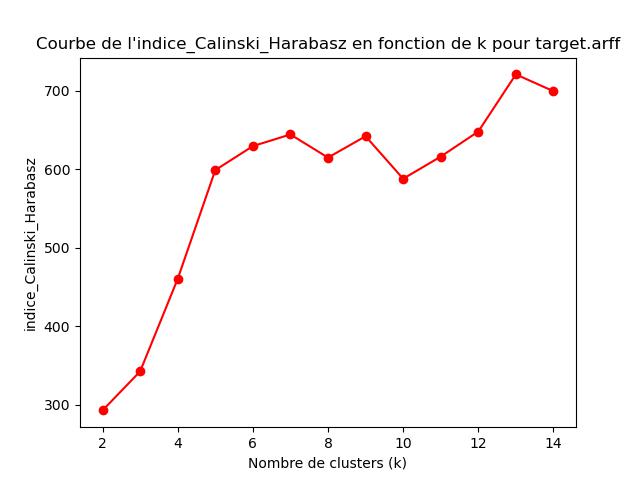 Courbe de l'indice_Calinski_Harabasz en fonction de k pour target.arff
700
600
500
400
300
indice_Calinski_Harabasz
2 4 6 8 10 12 14
Nombre de clusters (k)